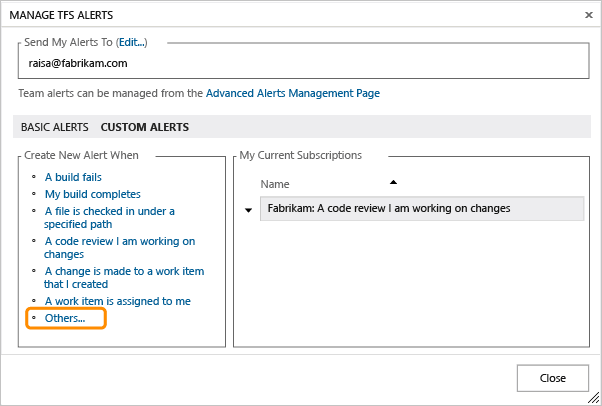 MANAGE TFS ALERTS
Send My Alerts To (Edit...)
raisa@fabrikam.com
Team alerts can be managed from the Advanced Alerts Management Page
BASIC ALERTS CUSTOM ALERTS
Create New Alert When
A build fails
My build completes
A file is checked in under a
specified path
A code review I am working on
changes
A change is made to a work item
that I created
A work item is assigned to me
Others...
My Current Subscriptions
Name
Fabrikam: A code review I am working on changes
Close